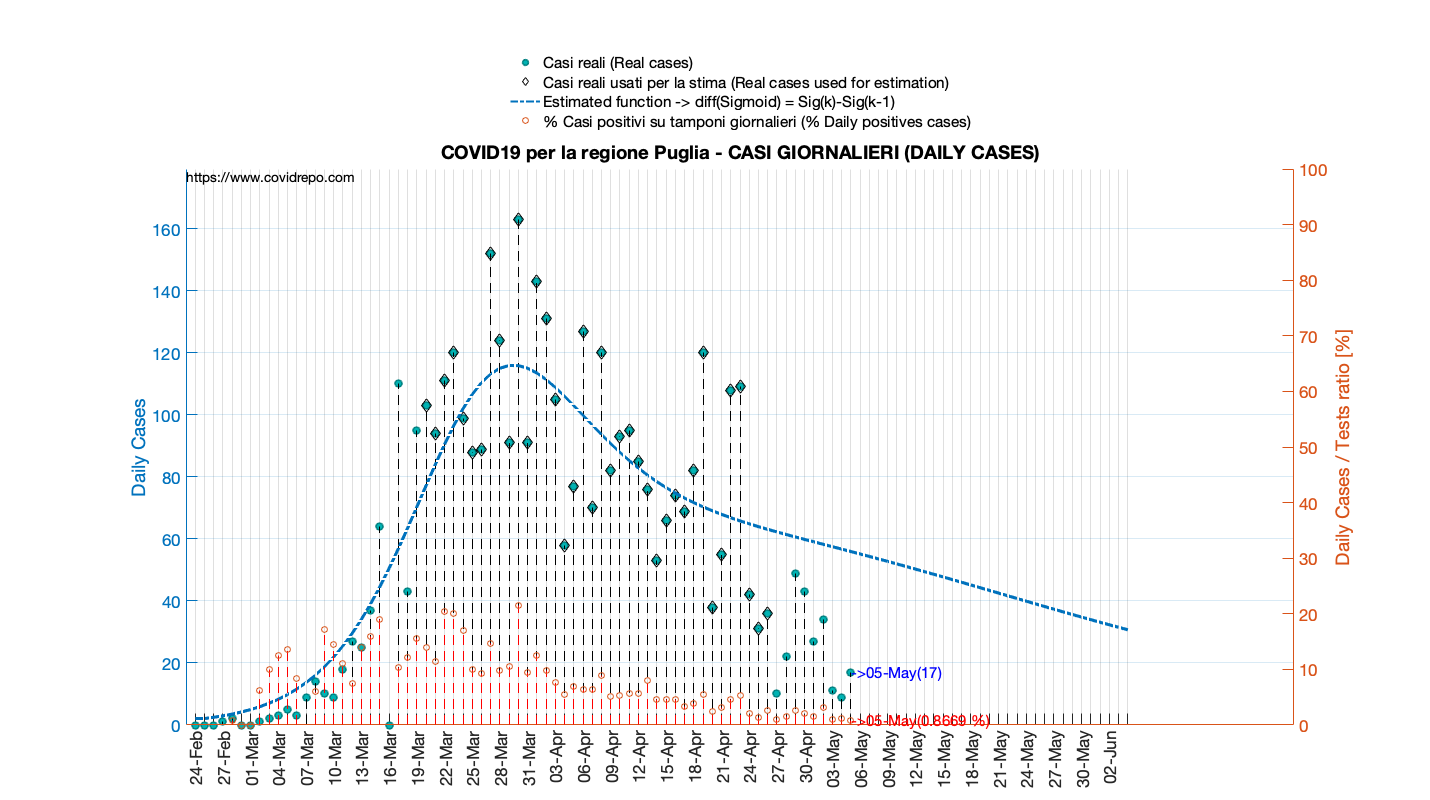 Casi reali (Real cases)
Casi reali usati per la stima (Real cases used for estimation)
Estimated function -> diff(Sigmoid) = Sig(k)-Sig(k-1)
% Casi positivi su tamponi giornalieri (% Daily positives cases)
COVID19 per la regione Puglia - CASI GIORNALIERI (DAILY CASES)
https://www.covidrepo.com
Daily Cases
160
140
120
100
80
60
40
20
0
100
90
80
70
60
50
40
30
20
10
0
Daily Cases / Tests ratio [%]
->05-May(17)
->05-May(0.8669 %)
24-Feb
27-Feb
01-Mar
04-Mar
07-Mar
10-Mar
13-Mar
16-Mar
19-Mar
22-Mar
25-Mar
28-Mar
31-Mar
03-Apr
06-Apr
09-Apr
12-Apr
15-Apr
18-Apr
21-Apr
24-Apr
27-Apr
30-Apr
03-May
06-May
09-May
12-May
15-May
18-May
21-May
24-May
27-May
30-May
02-Jun